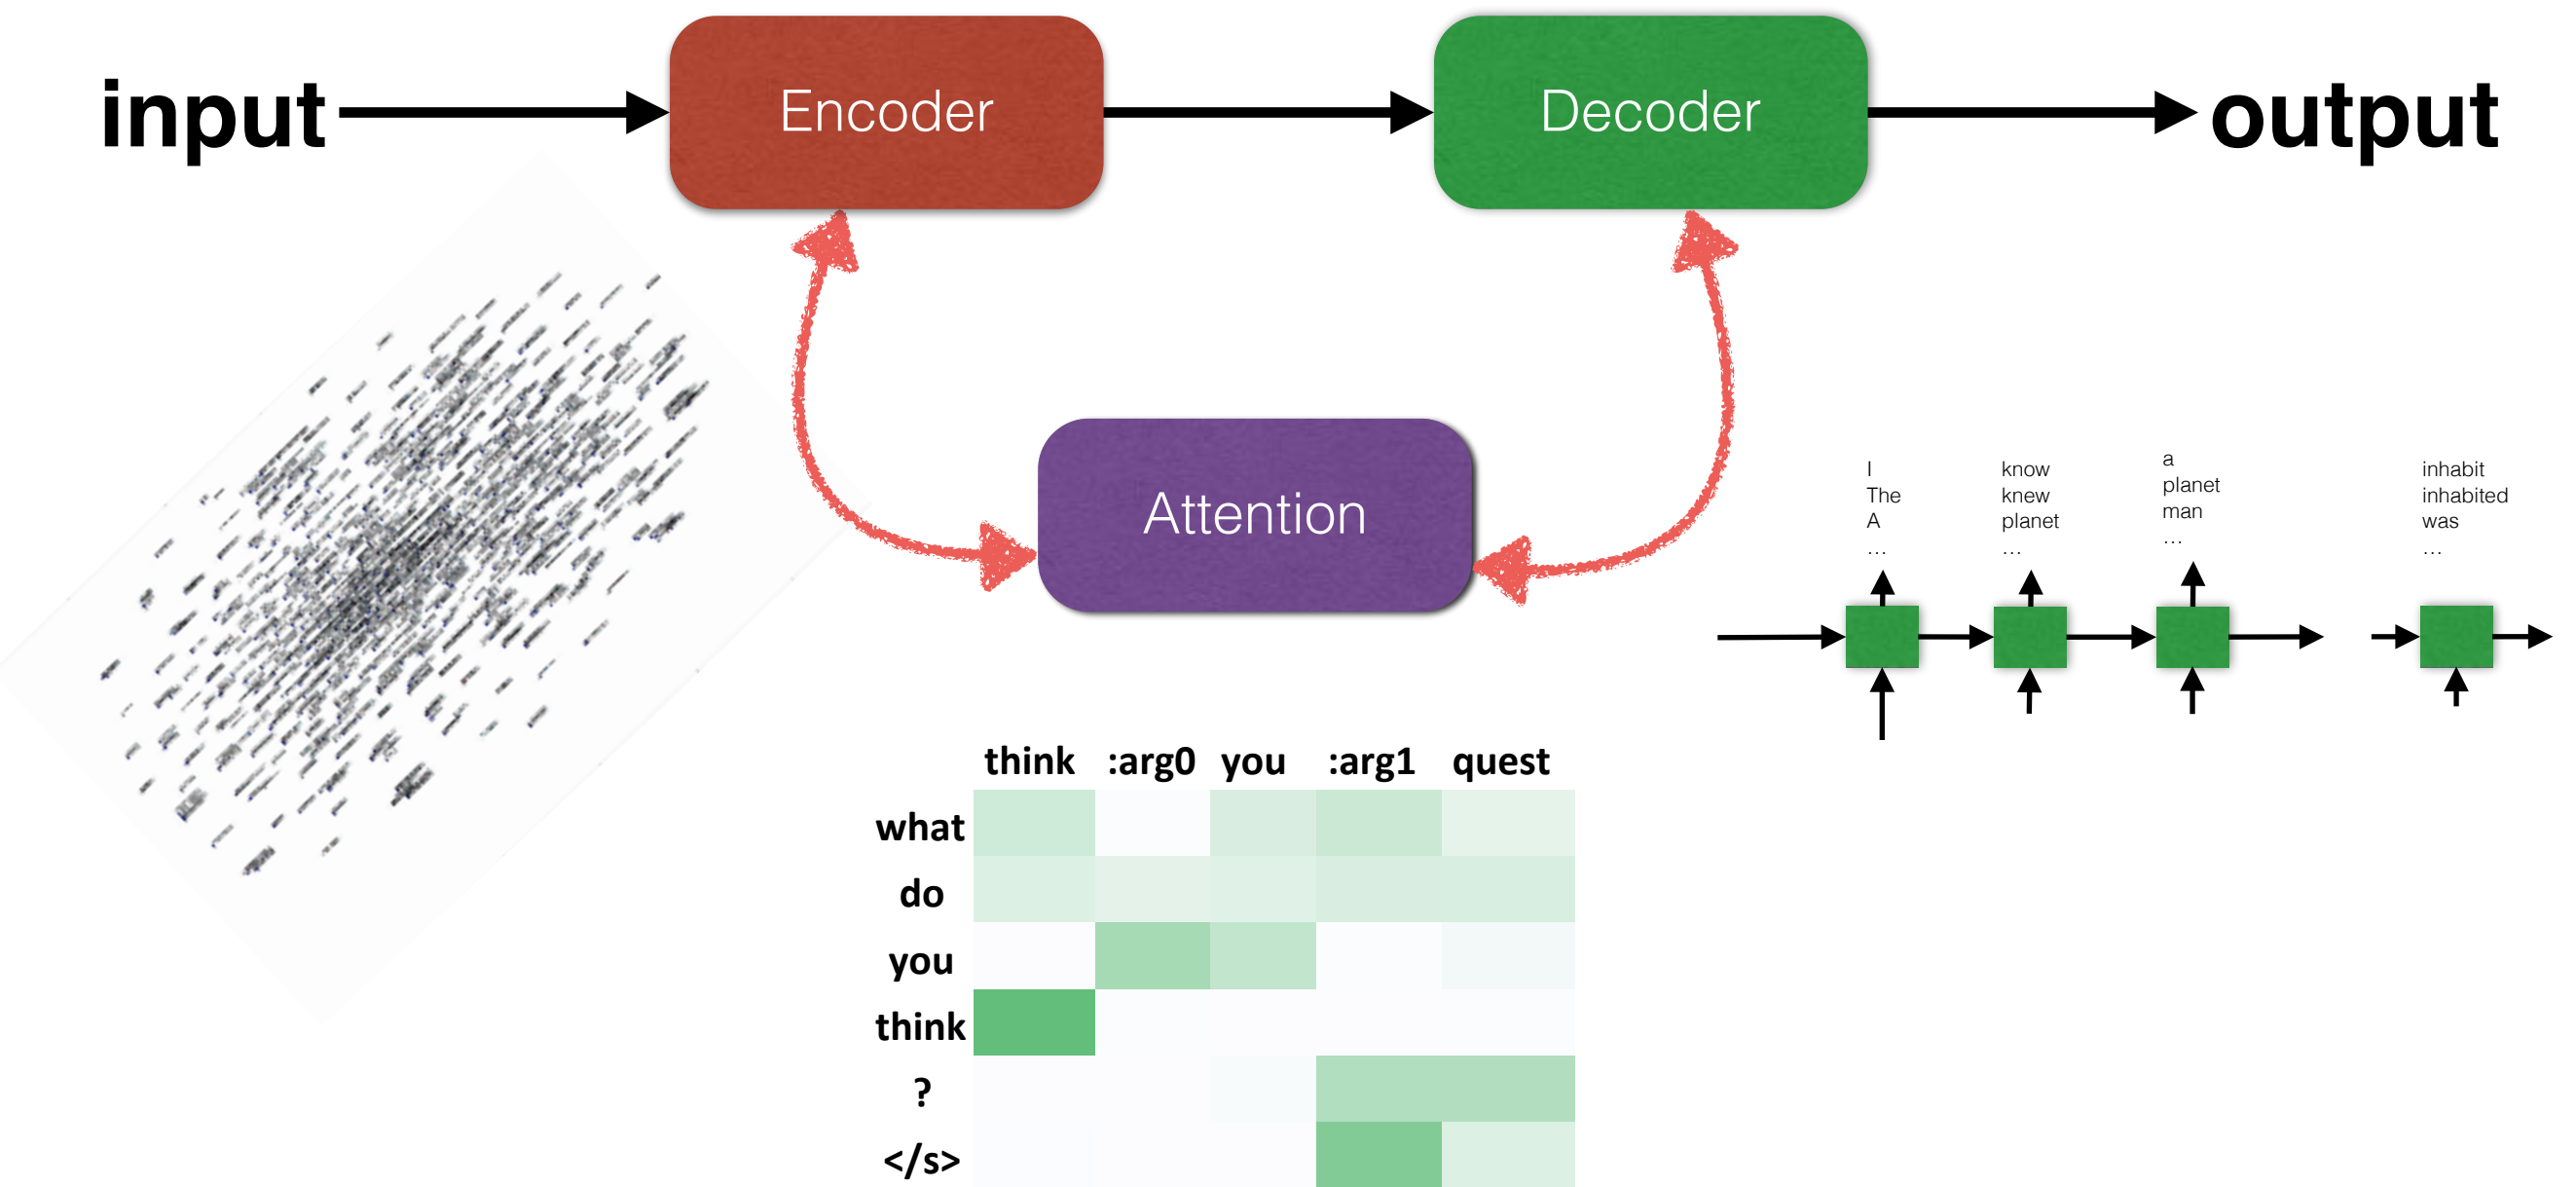 input
Encoder
Decoder
output
Attention
I
The
A
...
know
knew
planet
...
a
planet
man
...
inhabit
inhabited
was
...
think :arg0 you :arg1 quest
what
do
you
think
?
</s>